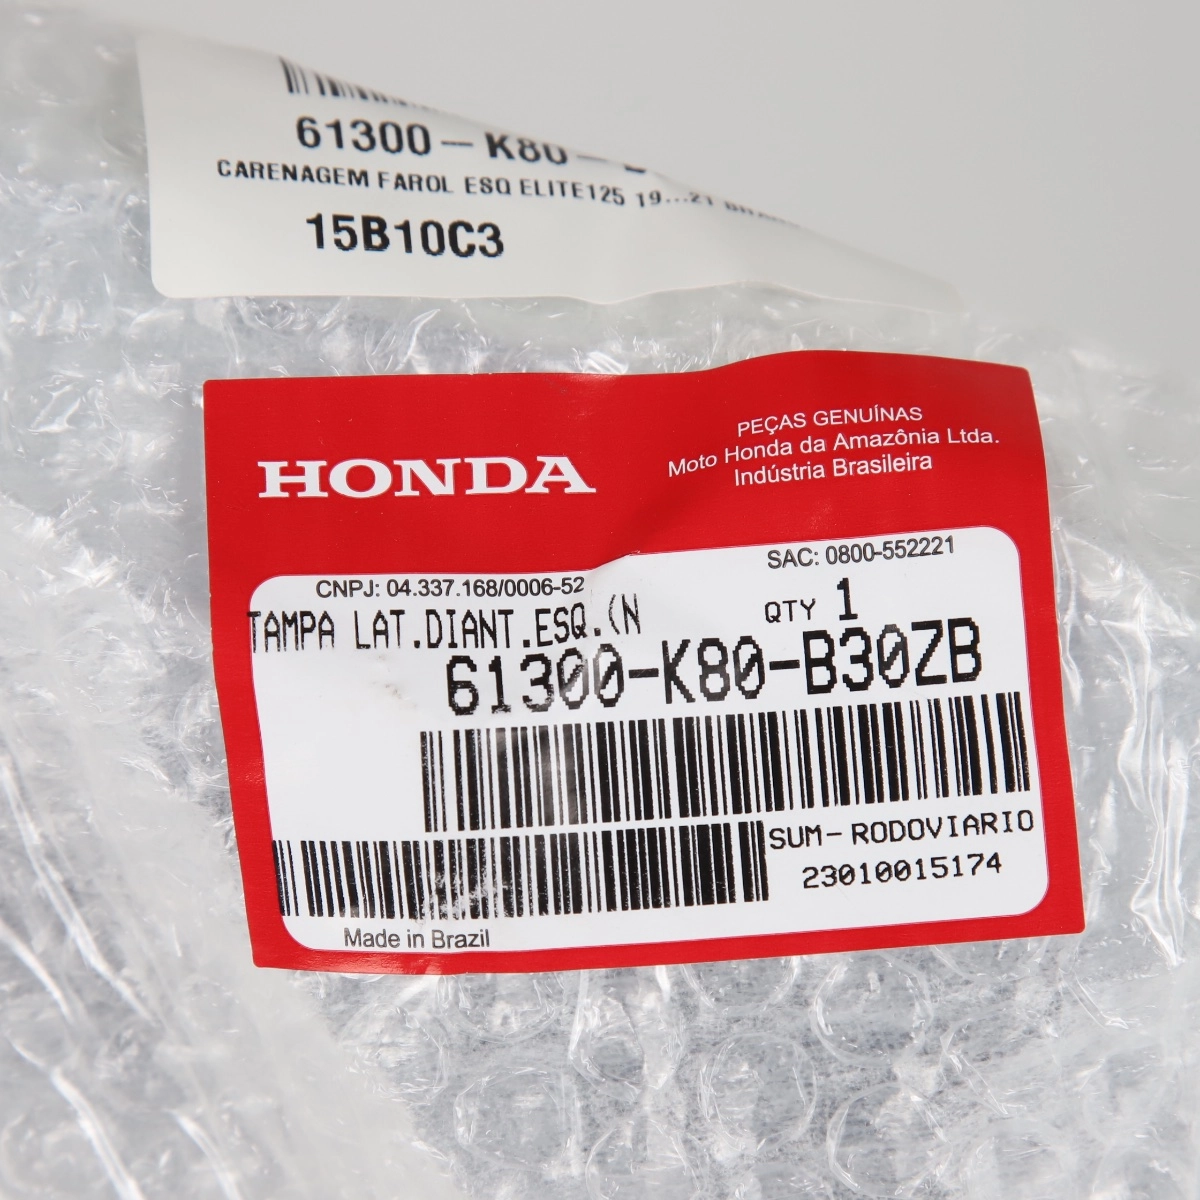 61300-K80-
CARENAGEM FAROL ESQ ELITE125 19...21
15B10C3
HONDA
PEÇAS GENUÍNAS
Moto Honda da Amazônia Ltda.
Indústria Brasileira
SAC: 0800-552221
CNPJ: 04.337.168/0006-52
QTY 1
TAMPA LAT.DIANT.ESQ.(N
61300-K80-B30ZB
SUM-RODOVIARIO
23010015174
Made in Brazil